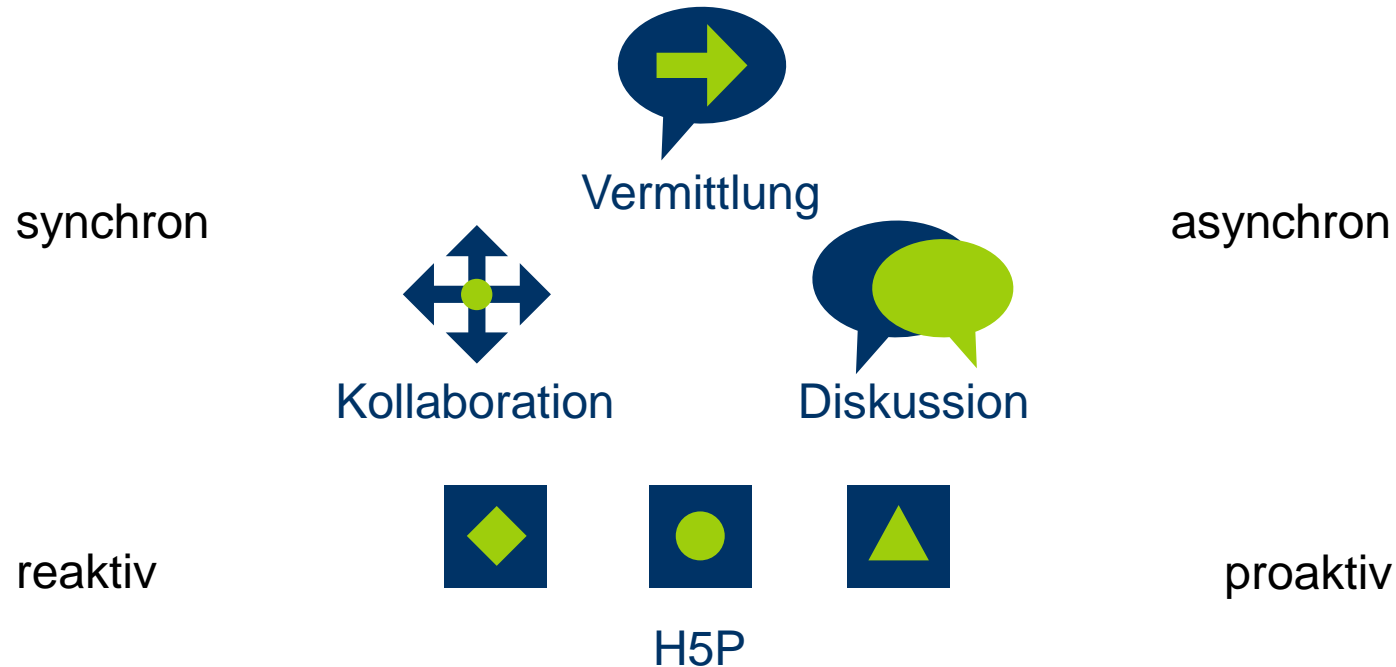 Vermittlung
synchron
asynchron
Kollaboration
Diskussion
reaktiv
proaktiv
H5P